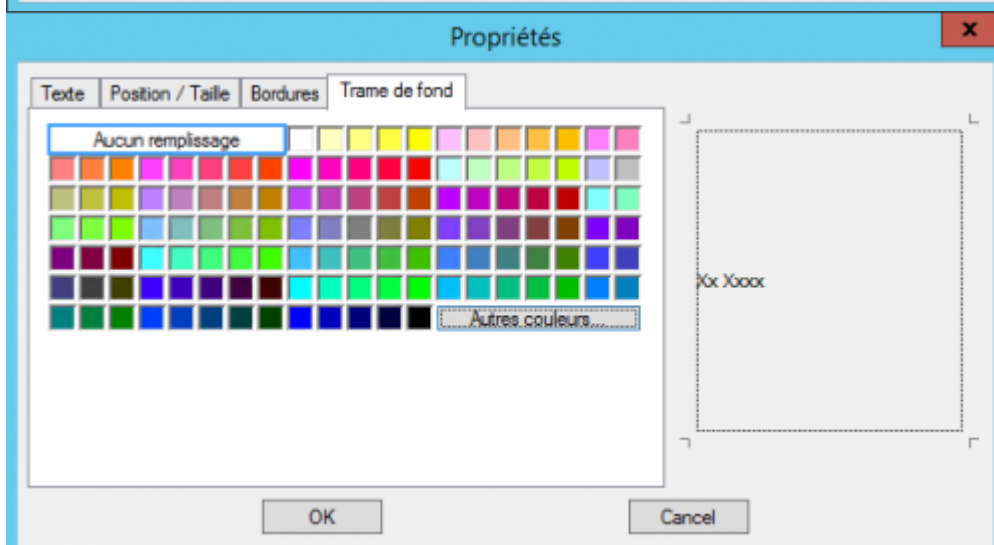 Propriétés
x
Texte Position / Taille Bordures Trame de fond
Aucun remplissage
Xx Xxxx
Autres couleurs...
OK Cancel